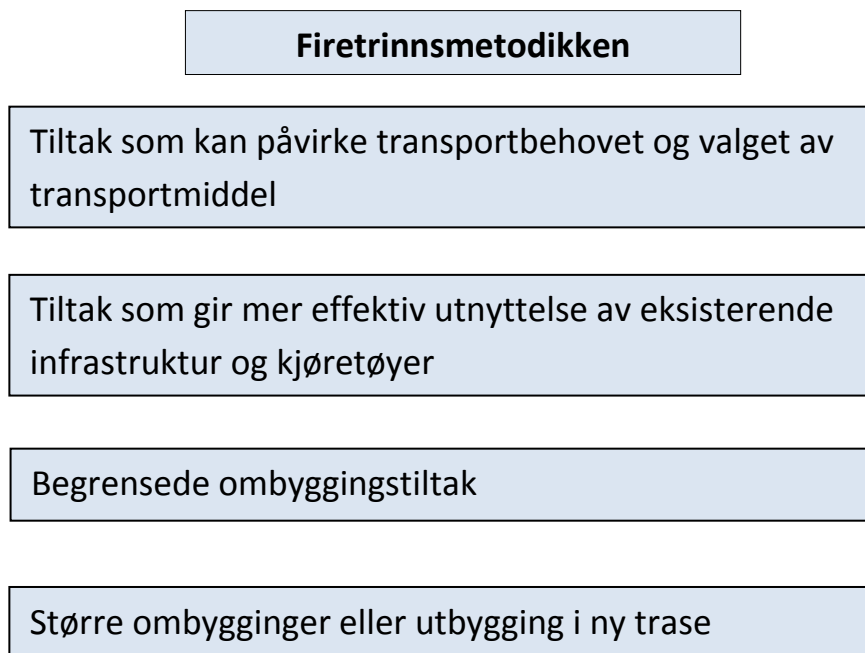 Firetrinnsmetodikken
Tiltak som kan påvirke transportbehovet og valget av
transportmiddel
Tiltak som gir mer effektiv utnyttelse av eksisterende
infrastruktur og kjøretøyer
Begrensede ombyggingstiltak
Større ombygginger eller utbygging i ny trase